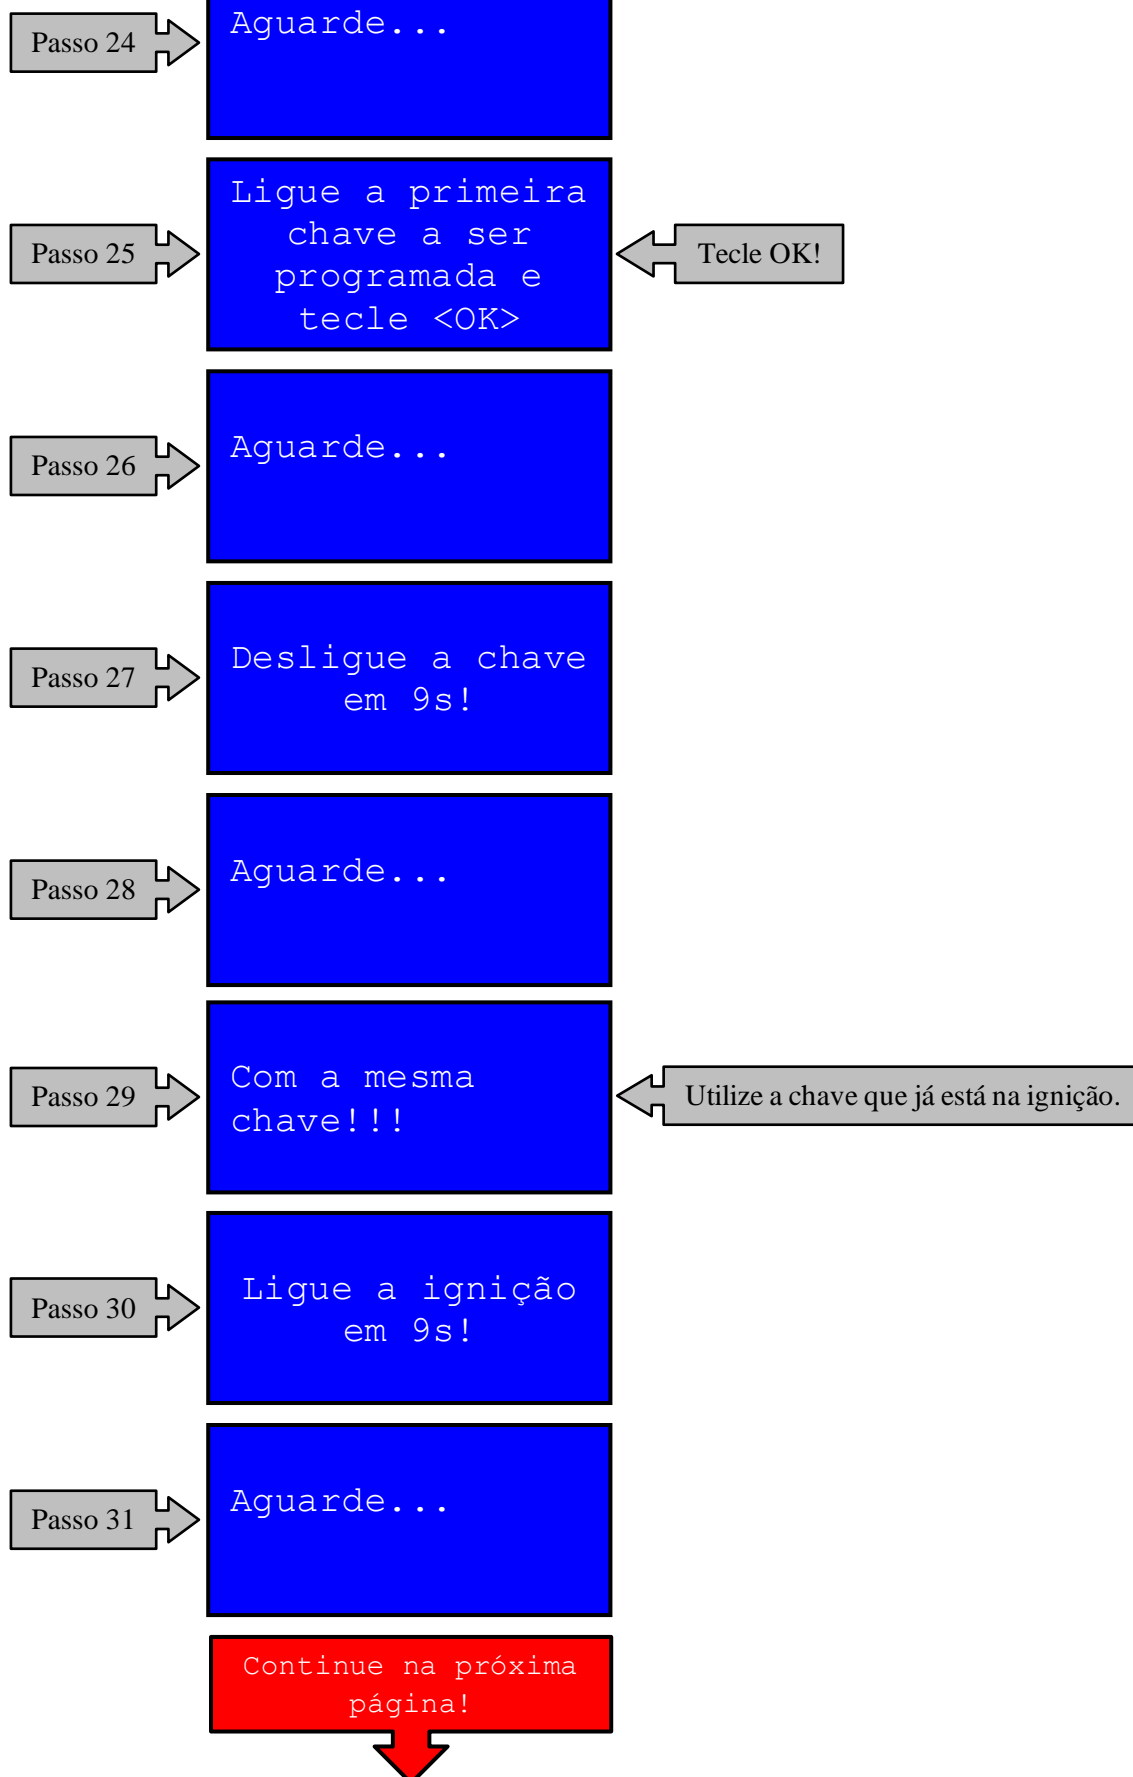 Passo 24
Aguarde...
Passo 25
Ligue a primeira
chave a ser
programada e
tecle <OK>
Tecle OK!
Passo 26
Aguarde...
Passo 27
Desligue a chave
em 9s!
Passo 28
Aguarde...
Passo 29
Com a mesma
chave!!!
Utilize a chave que já está na ignição.
Passo 30
Ligue a ignição
em 9s!
Passo 31
Aguarde...
Continue na próxima
página!